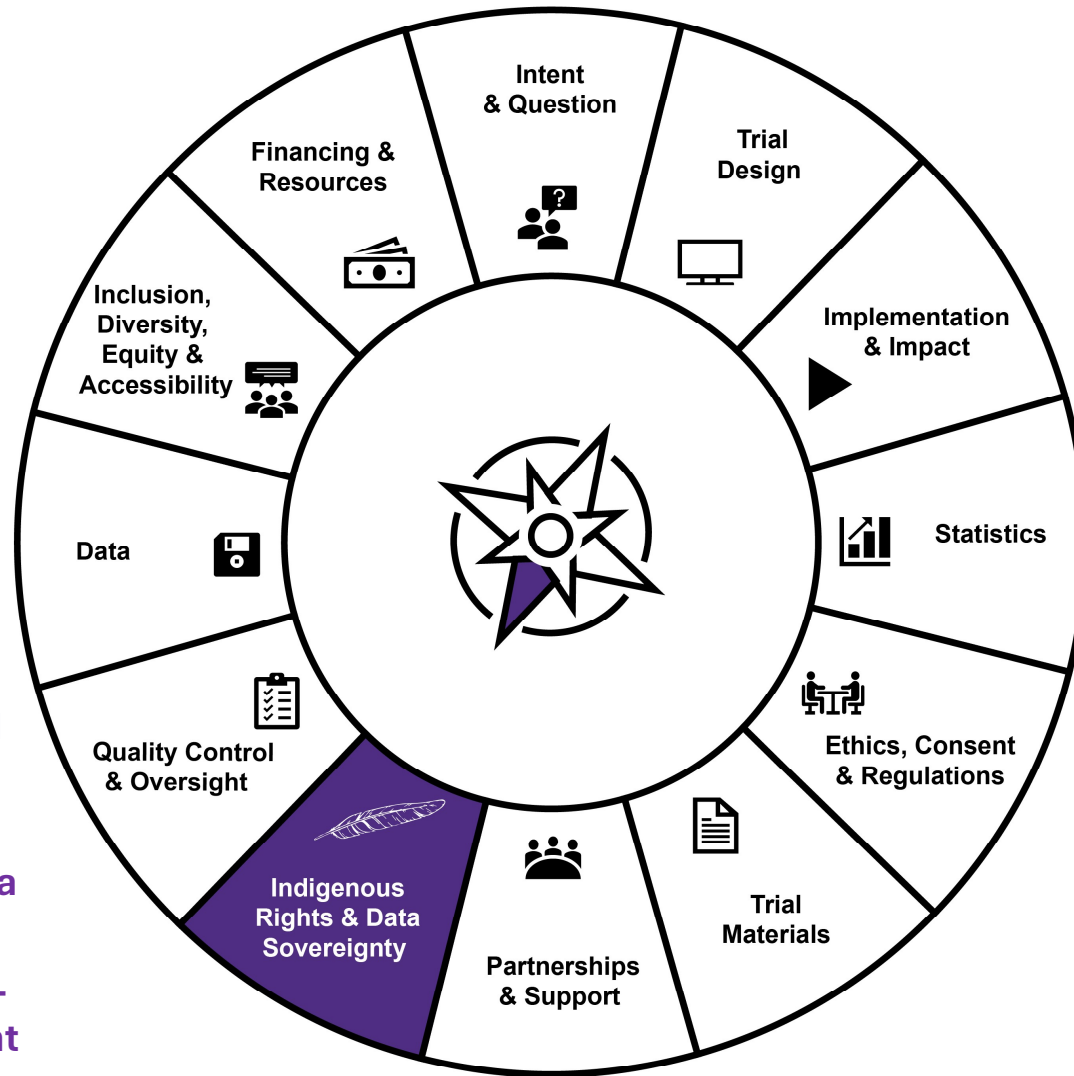 Intent
& Question
Trial
Design
Implementation
& Impact
Statistics
Ethics, Consent
& Regulations
Trial
Materials
Partnerships
& Support
Indigenous
Rights & Data
Sovereignty
Quality Control
& Oversight
Data
Inclusion,
Diversity,
Equity &
Accessibility
Financing &
Resources
?